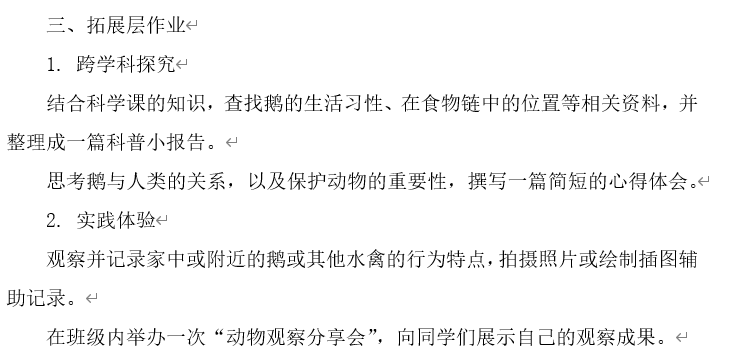 三、拓展层作业
1. 跨学科探究
结合科学课的知识，查找鹅的生活习性、在食物链中的位置等相关资料，并
整理成一篇科普小报告。
思考鹅与人类的关系，以及保护动物的重要性，撰写一篇简短的心得体会。
2. 实践体验
观察并记录家中或附近的鹅或其他水禽的行为特点，拍摄照片或绘制插图辅
助记录。
在班级内举办一次“动物观察分享会”，向同学们展示自己的观察成果。